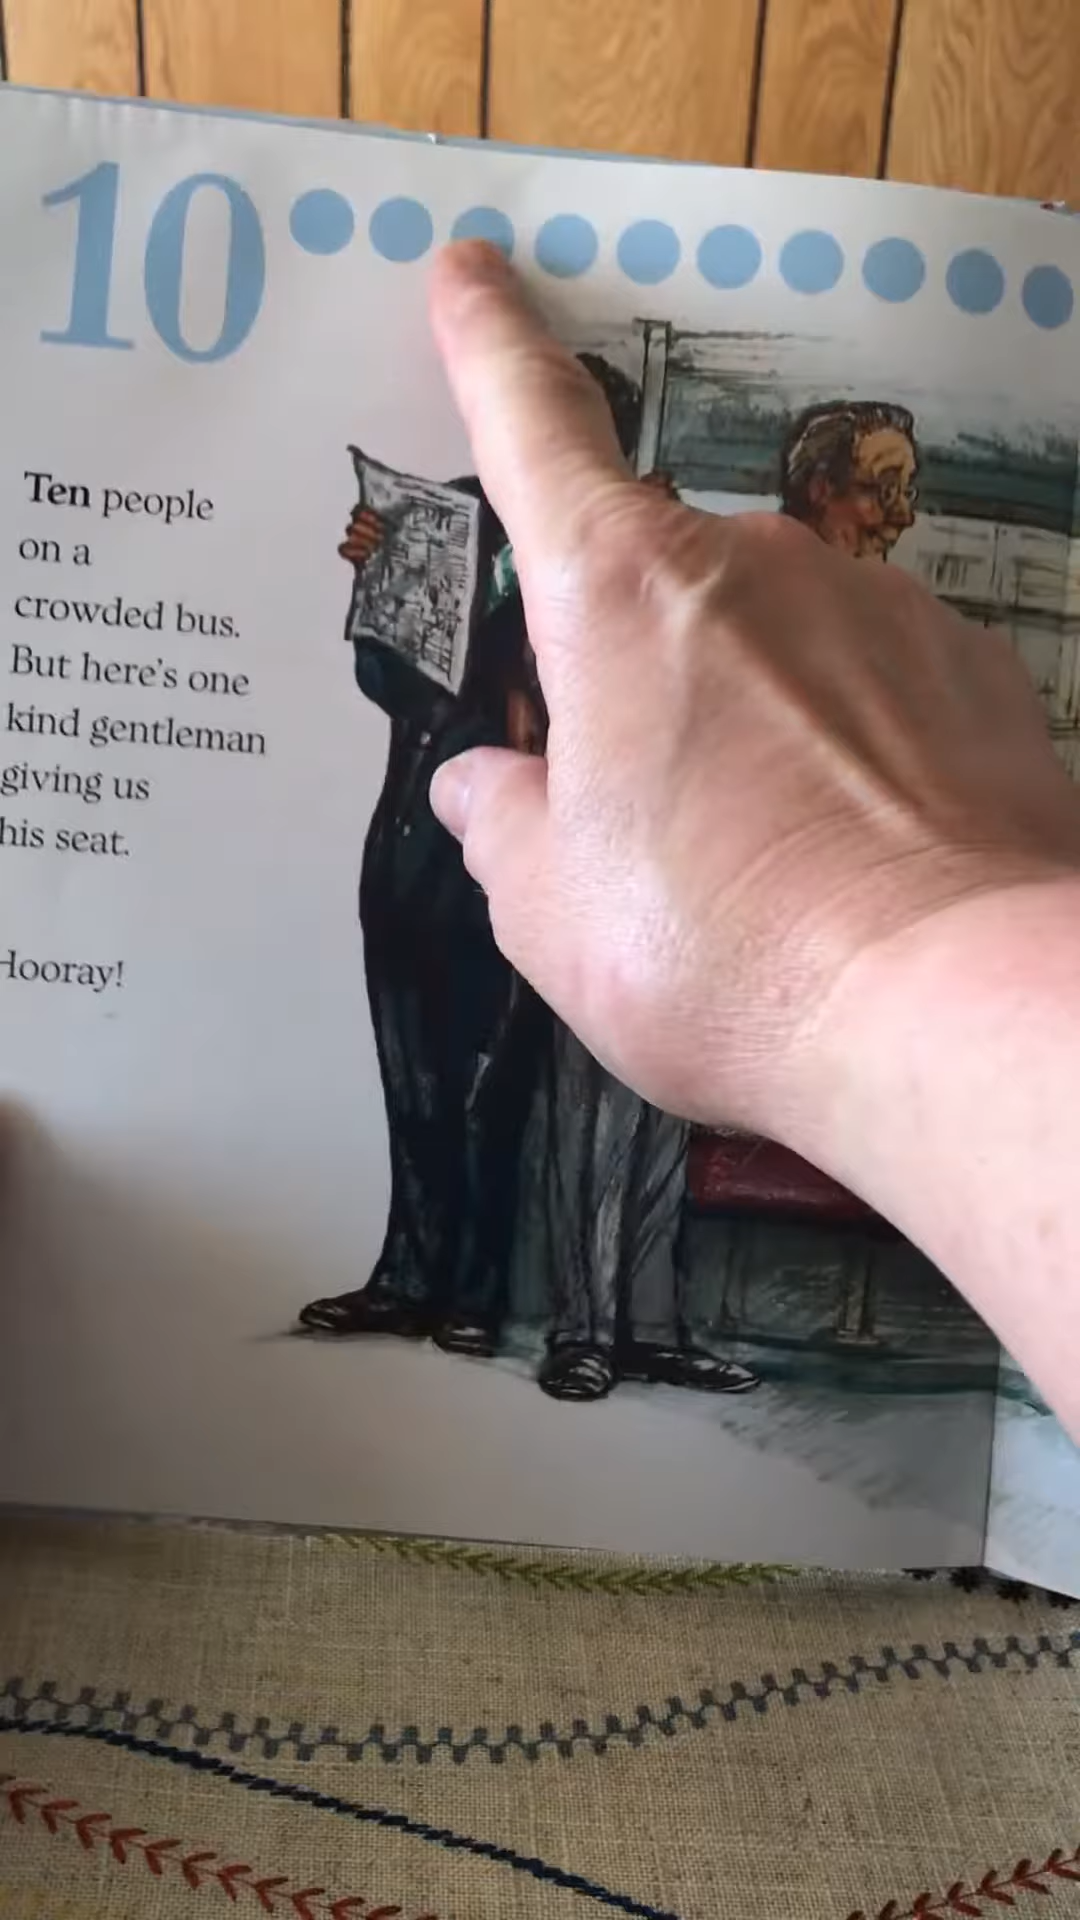 10
Ten people
on a
crowded bus.
But here's one
kind gentleman
giving us
his seat.
Hooray!